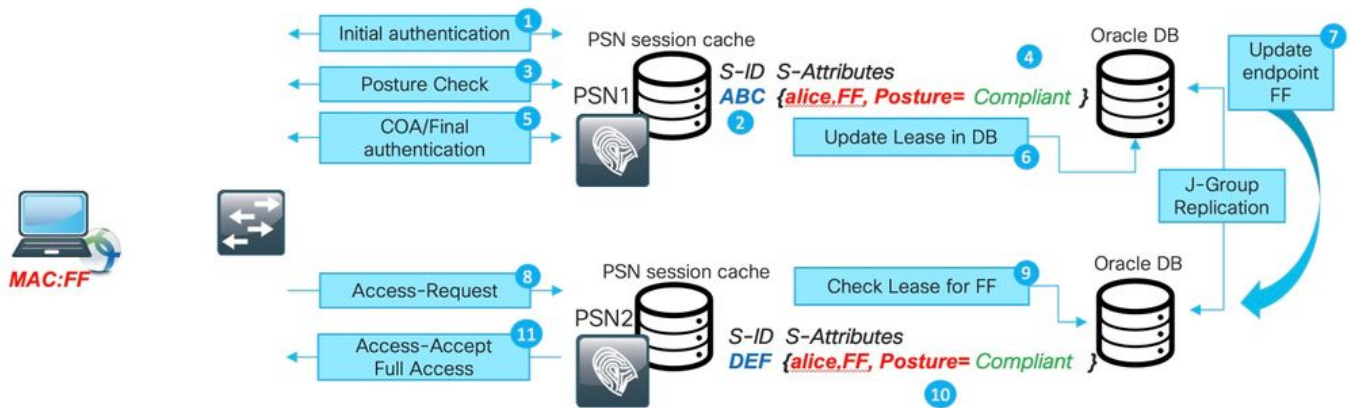 1
Initial authentication
3
Posture Check
5
COA/Final
authentication
PSN session cache
PSN1
S-ID S-Attributes
ABC {alice.FF, Posture= Compliant }
2
4
Update Lease in DB
6
Oracle DB
7
Update
endpoint
FF
J-Group
Replication
MAC:FF
8
Access-Request
11
Access-Accept
Full Access
PSN session cache
PSN2
9
Check Lease for FF
S-ID S-Attributes
DEF {alice.FF, Posture= Compliant }
10
Oracle DB